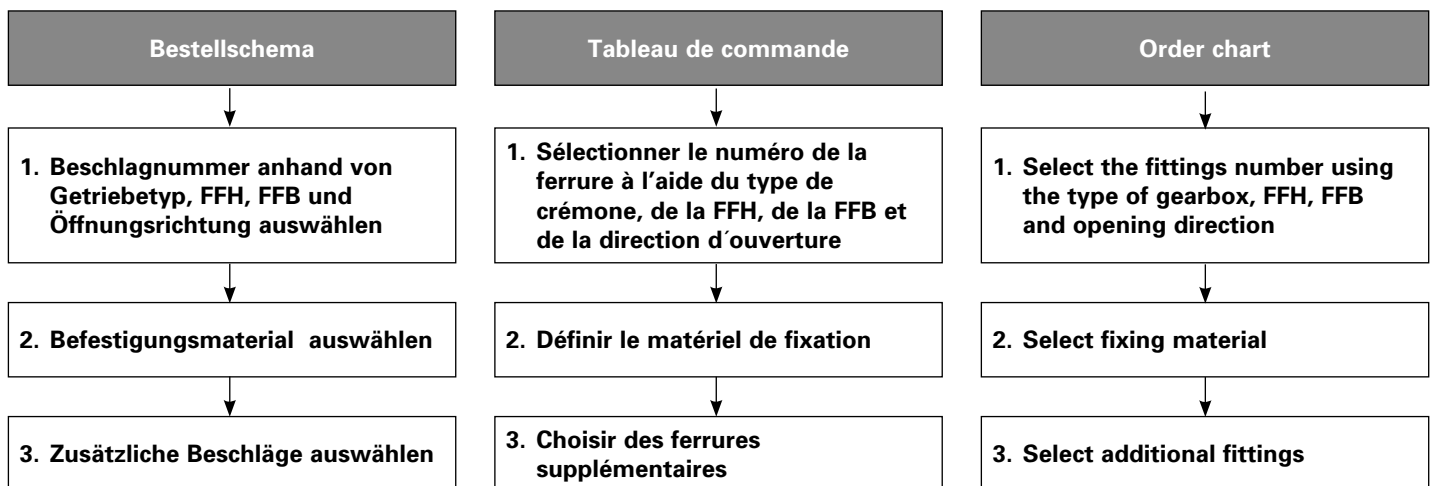 Bestellschema
1. Beschlagnummer anhand von
Getriebetyp, FFH, FFB und
Öffnungsrichtung auswählen
2. Befestigungsmaterial auswählen
3. Zusätzliche Beschläge auswählen
Tableau de commande
1. Sélectionner le numéro de la
ferrure à l'aide du type de
crémone, de la FFH, de la FFB et
de la direction d´ouverture
2. Définir le matériel de fixation
3. Choisir des ferrures
supplémentaires
Order chart
1. Select the fittings number using
the type of gearbox, FFH, FFB
and opening direction
2. Select fixing material
3. Select additional fittings